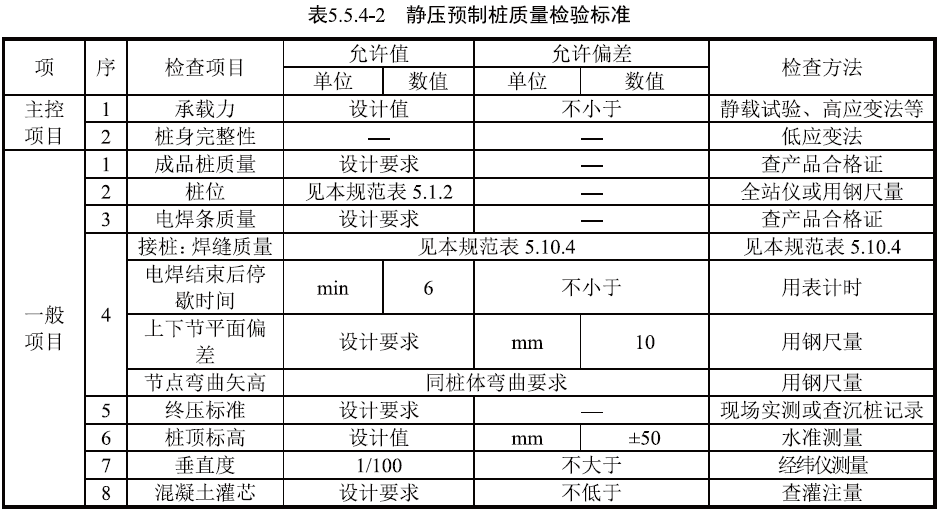 表5.5.4-2 静压预制桩质量检验标准
项 序 检查项目 允许值 允许偏差 检查方法
单位 数值 单位 数值
主控项目 1 承载力 设计值 不小于 静载试验、高应变法等
2 桩身完整性 — — 低应变法
一般项目 1 成品桩质量 设计要求 — 查产品合格证
2 桩位 见本规范表 5.1.2 — 全站仪或用钢尺量
3 电焊条质量 设计要求 — 查产品合格证
4 接桩:焊缝质量 见本规范表 5.10.4 见本规范表 5.10.4
电焊结束后停歇时间 min 6 不小于 用表计时
上下节平面偏差 设计要求 mm 10 用钢尺量
节点弯曲矢高 同桩体弯曲要求 用钢尺量
5 终压标准 设计要求 — 现场实测或查沉桩记录
6 桩顶标高 设计值 mm ±50 水准测量
7 垂直度 1/100 不大于 经纬仪测量
8 混凝土灌芯 设计要求 不低于 查灌注量